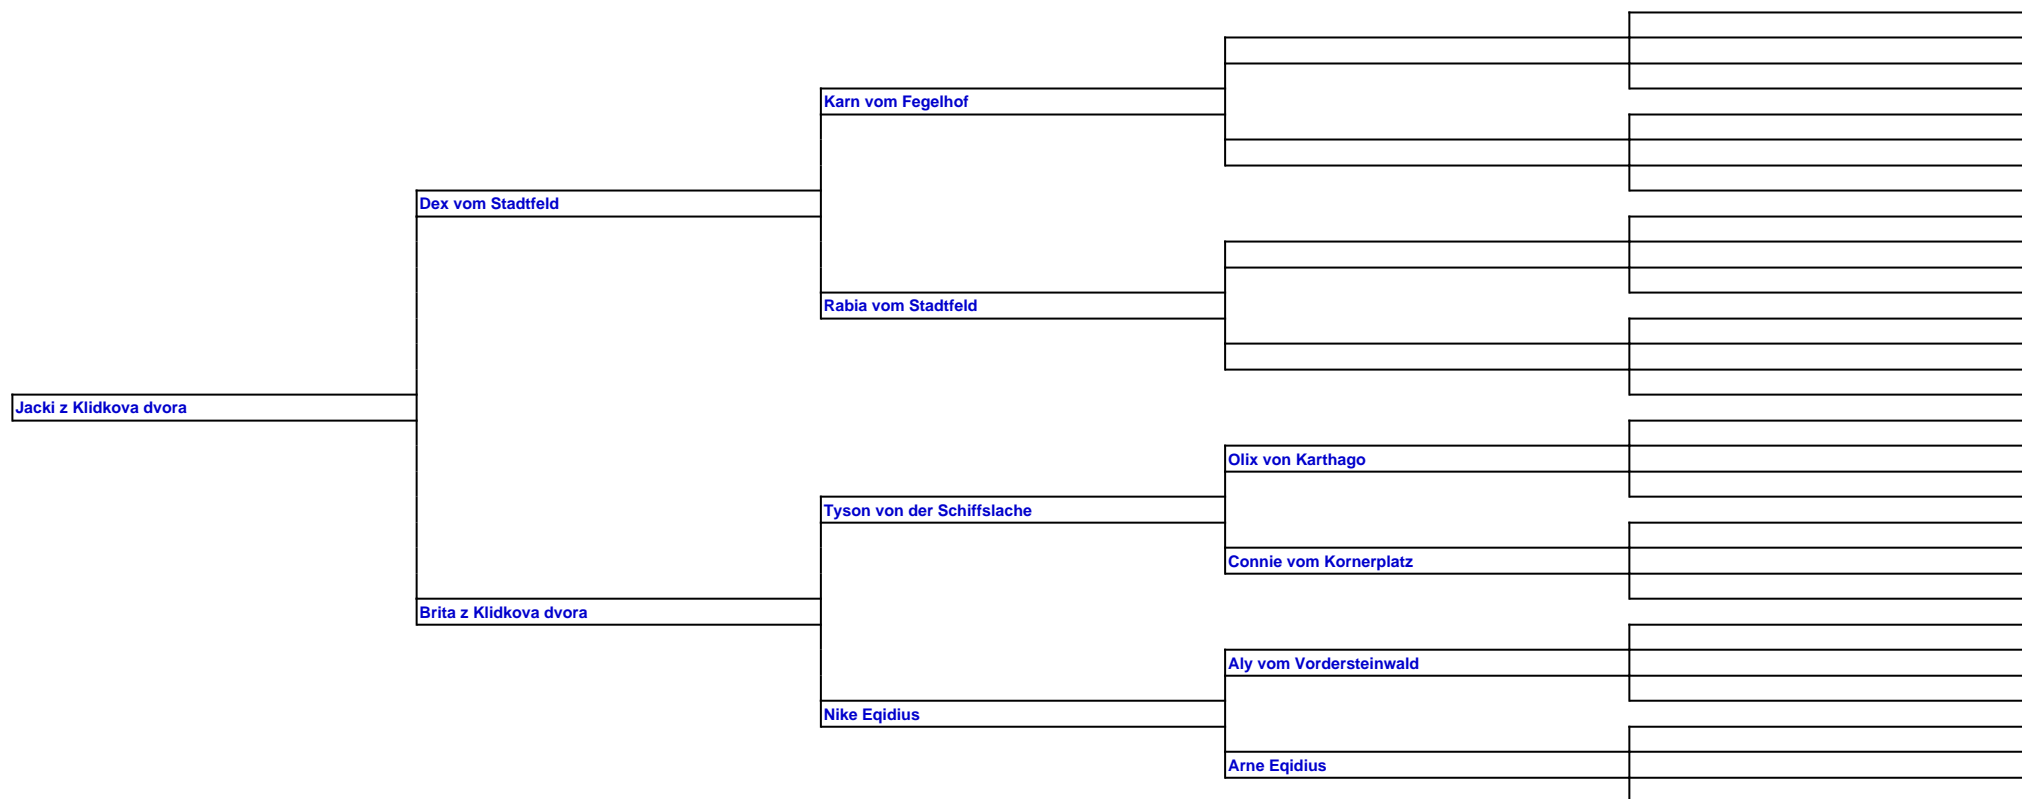 Karn vom Fegelhof
Dex vom Stadtfeld
Rabia vom Stadtfeld
Jacki z Klidkova dvora
Olix von Karthago
Tyson von der Schiffslache
Connie vom Kornerplatz
Brita z Klidkova dvora
Aly vom Vordersteinwald
Nike Eqidius
Arne Eqidius